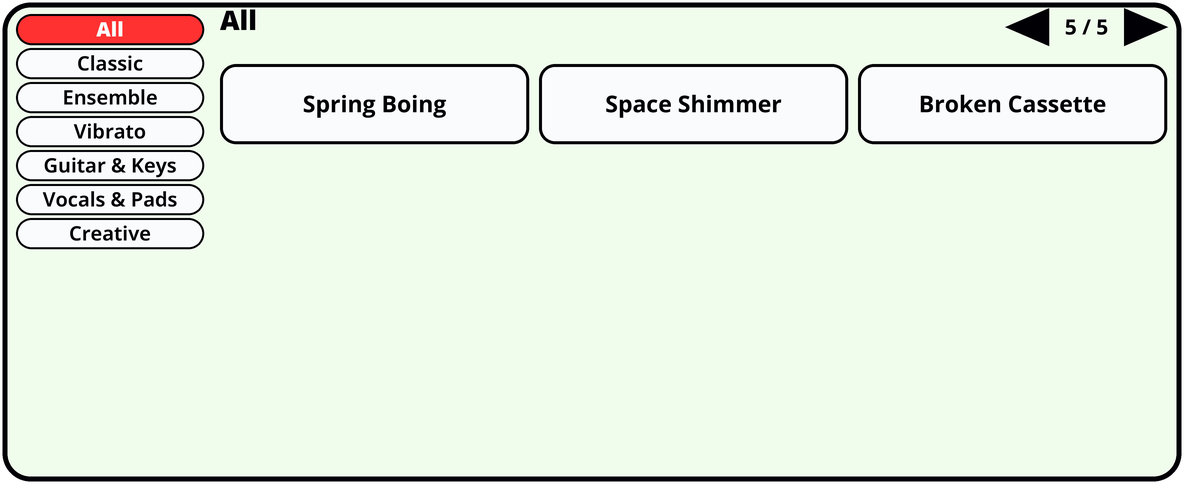 All
Classic
Ensemble
Vibrato
Guitar & Keys
Vocals & Pads
Creative
All
5 / 5
Spring Boing
Space Shimmer
Broken Cassette